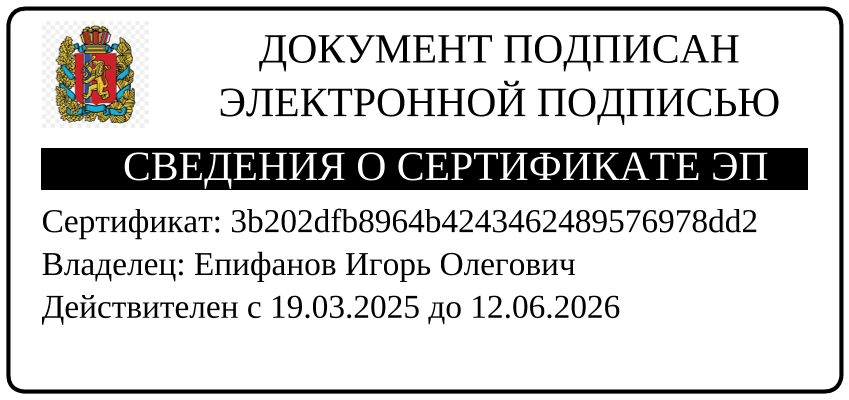 ДОКУМЕНТ ПОДПИСАН
ЭЛЕКТРОННОЙ ПОДПИСЬЮ
СВЕДЕНИЯ О СЕРТИФИКАТЕ ЭП
Сертификат: 3b202dfb8964b4243462489576978dd2
Владелец: Епифанов Игорь Олегович
Действителен с 19.03.2025 до 12.06.2026